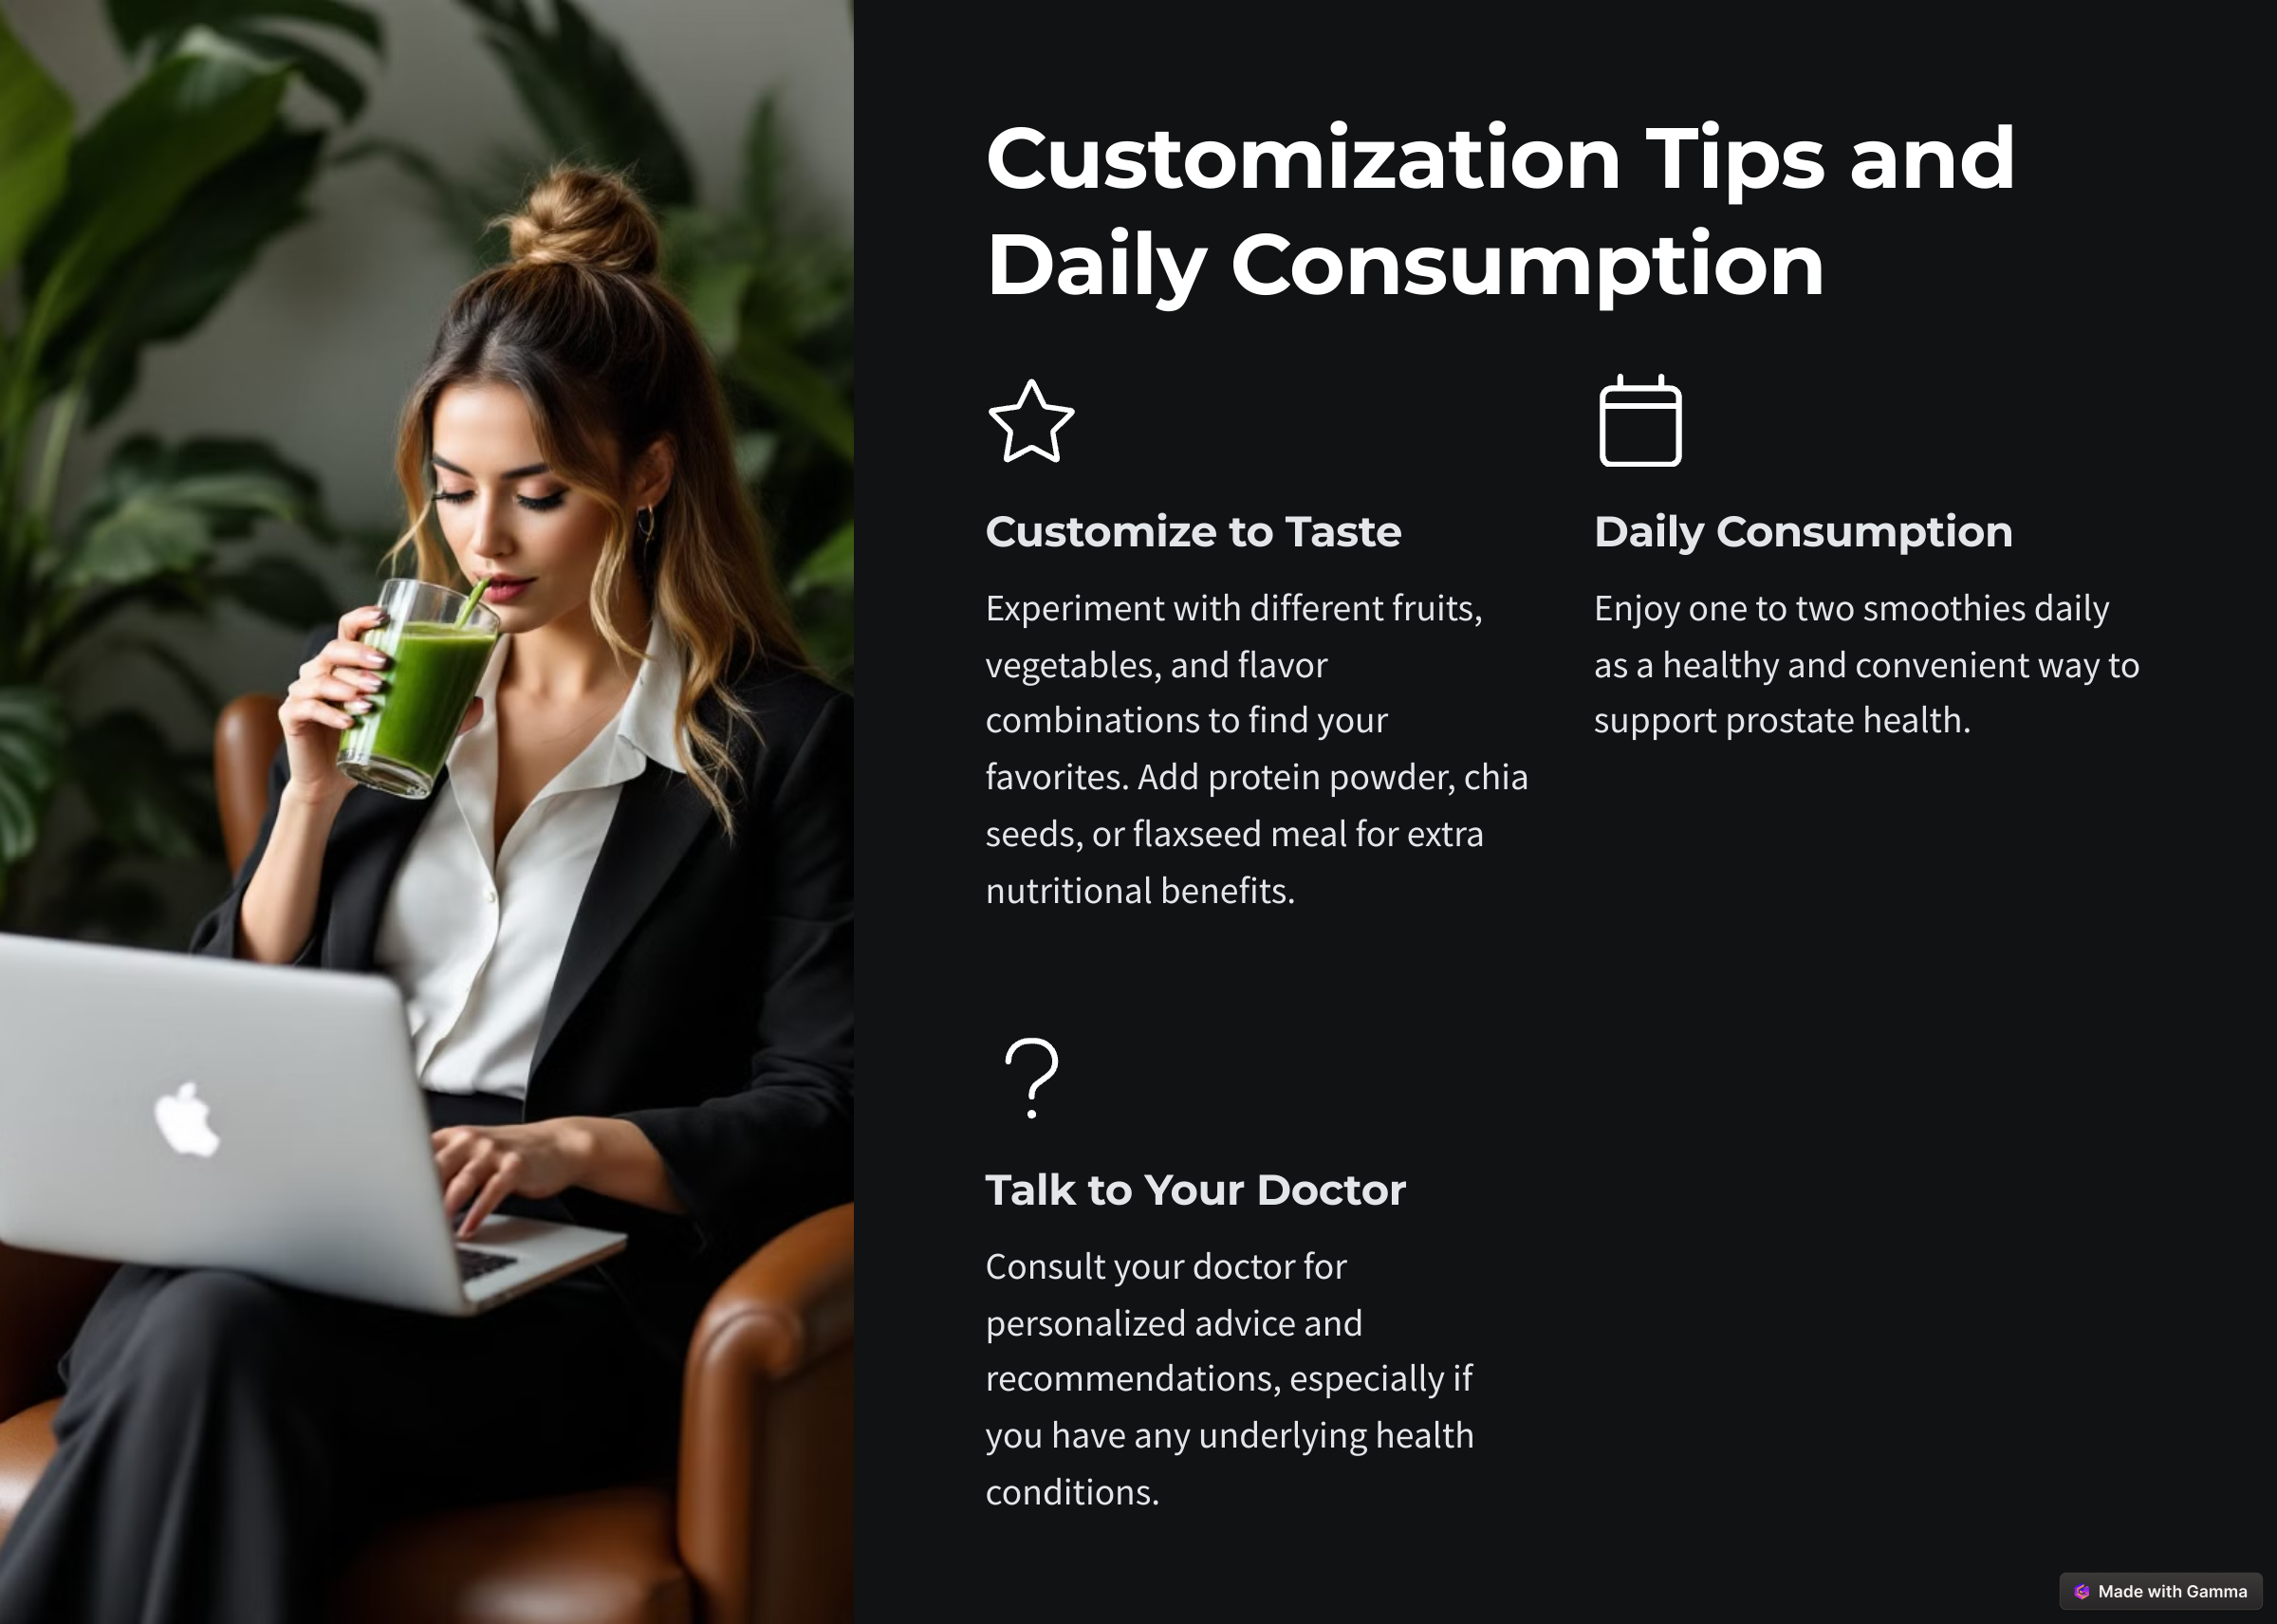 Customization Tips and
Daily Consumption
Customize to Taste
Experiment with different fruits,
vegetables, and flavor
combinations to find your
favorites. Add protein powder, chia
seeds, or flaxseed meal for extra
nutritional benefits.
Daily Consumption
Enjoy one to two smoothies daily
as a healthy and convenient way to
support prostate health.
Talk to Your Doctor
Consult your doctor for
personalized advice and
recommendations, especially if
you have any underlying health
conditions.
Made with Gamma